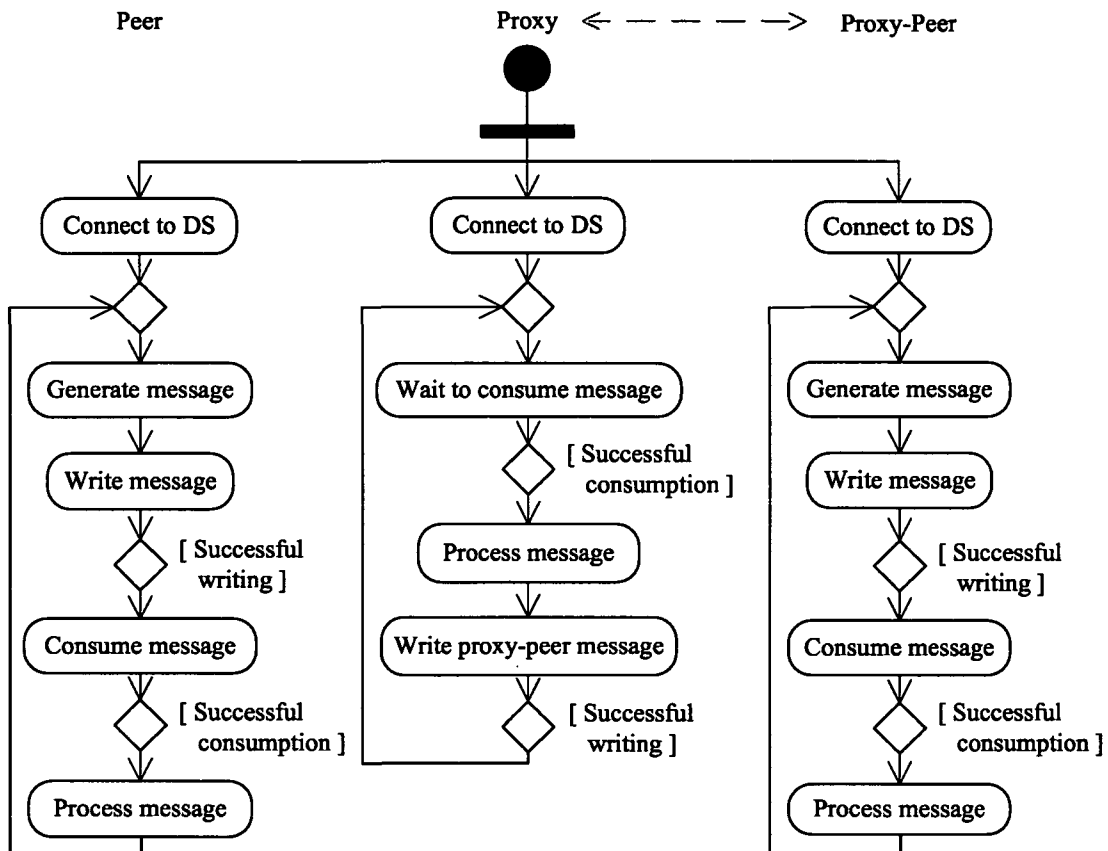 Peer
Proxy
Proxy-Peer
Connect to DS
Connect to DS
Connect to DS
Generate message
Wait to consume message
Generate message
Write message
[ Successful
consumption ]
Write message
Process message
[ Successful
writing ]
[ Successful
writing ]
Consume message
Write proxy-peer message
Consume message
[ Successful
consumption ]
[ Successful
writing ]
[ Successful
consumption ]
Process message
Process message